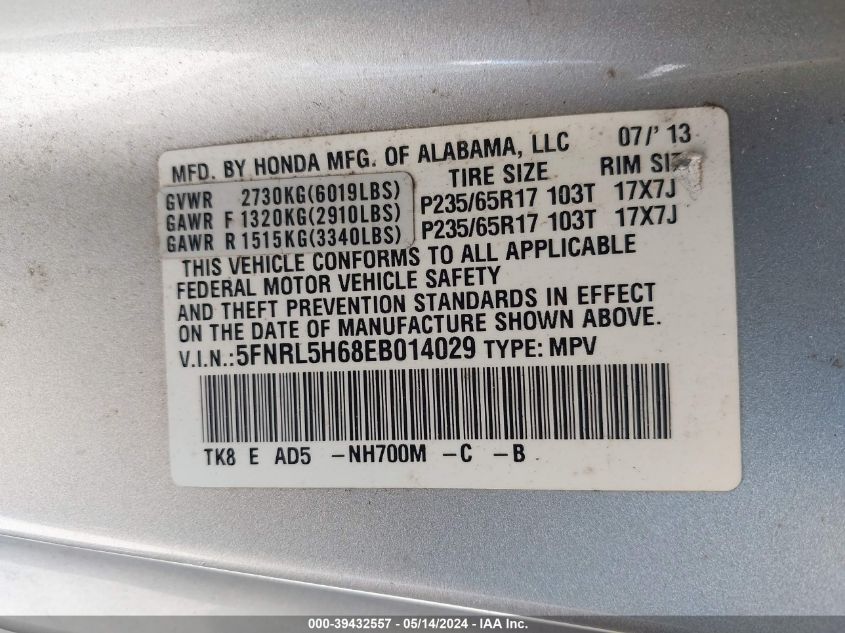 MFD. BY HONDA MFG. OF ALABAMA, LLC 07/' 13
TIRE SIZE RIM
GVWR 2730KG(6019LBS)
GAWR F 1320KG(2910LBS) P235/65R17 103T 17X7J
GAWR R 1515KG(3340LBS) P235/65R17 103T 17X7J
THIS VEHICLE CONFORMS TO ALL APPLICABLE
FEDERAL MOTOR VEHICLE SAFETY
AND THEFT PREVENTION STANDARDS IN EFFECT
ON THE DATE OF MANUFACTURE SHOWN ABOVE.
V.I.N.:5FNRL5H68EB014029 TYPE: MPV
TK8 E AD5 -NH700M -C -B
000-39432557 - 05/14/2024 - IAA Inc.